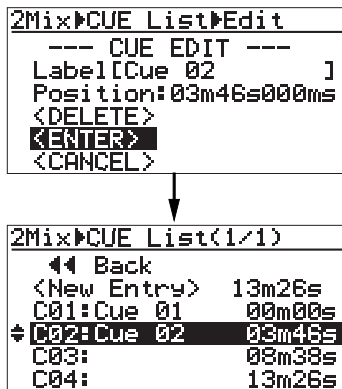 2Mix▶CUE List▶Edit
--- CUE EDIT ---
Label[Cue 02 ]
Position:03m46s000ms
<DELETE>
<ENTER>
<CANCEL>
2Mix▶CUE List(1/1)
◀◀ Back
<New Entry> 13m26s
C01:Cue 01 00m00s
C02:Cue 02 03m46s
C03: 08m38s
C04: 13m26s